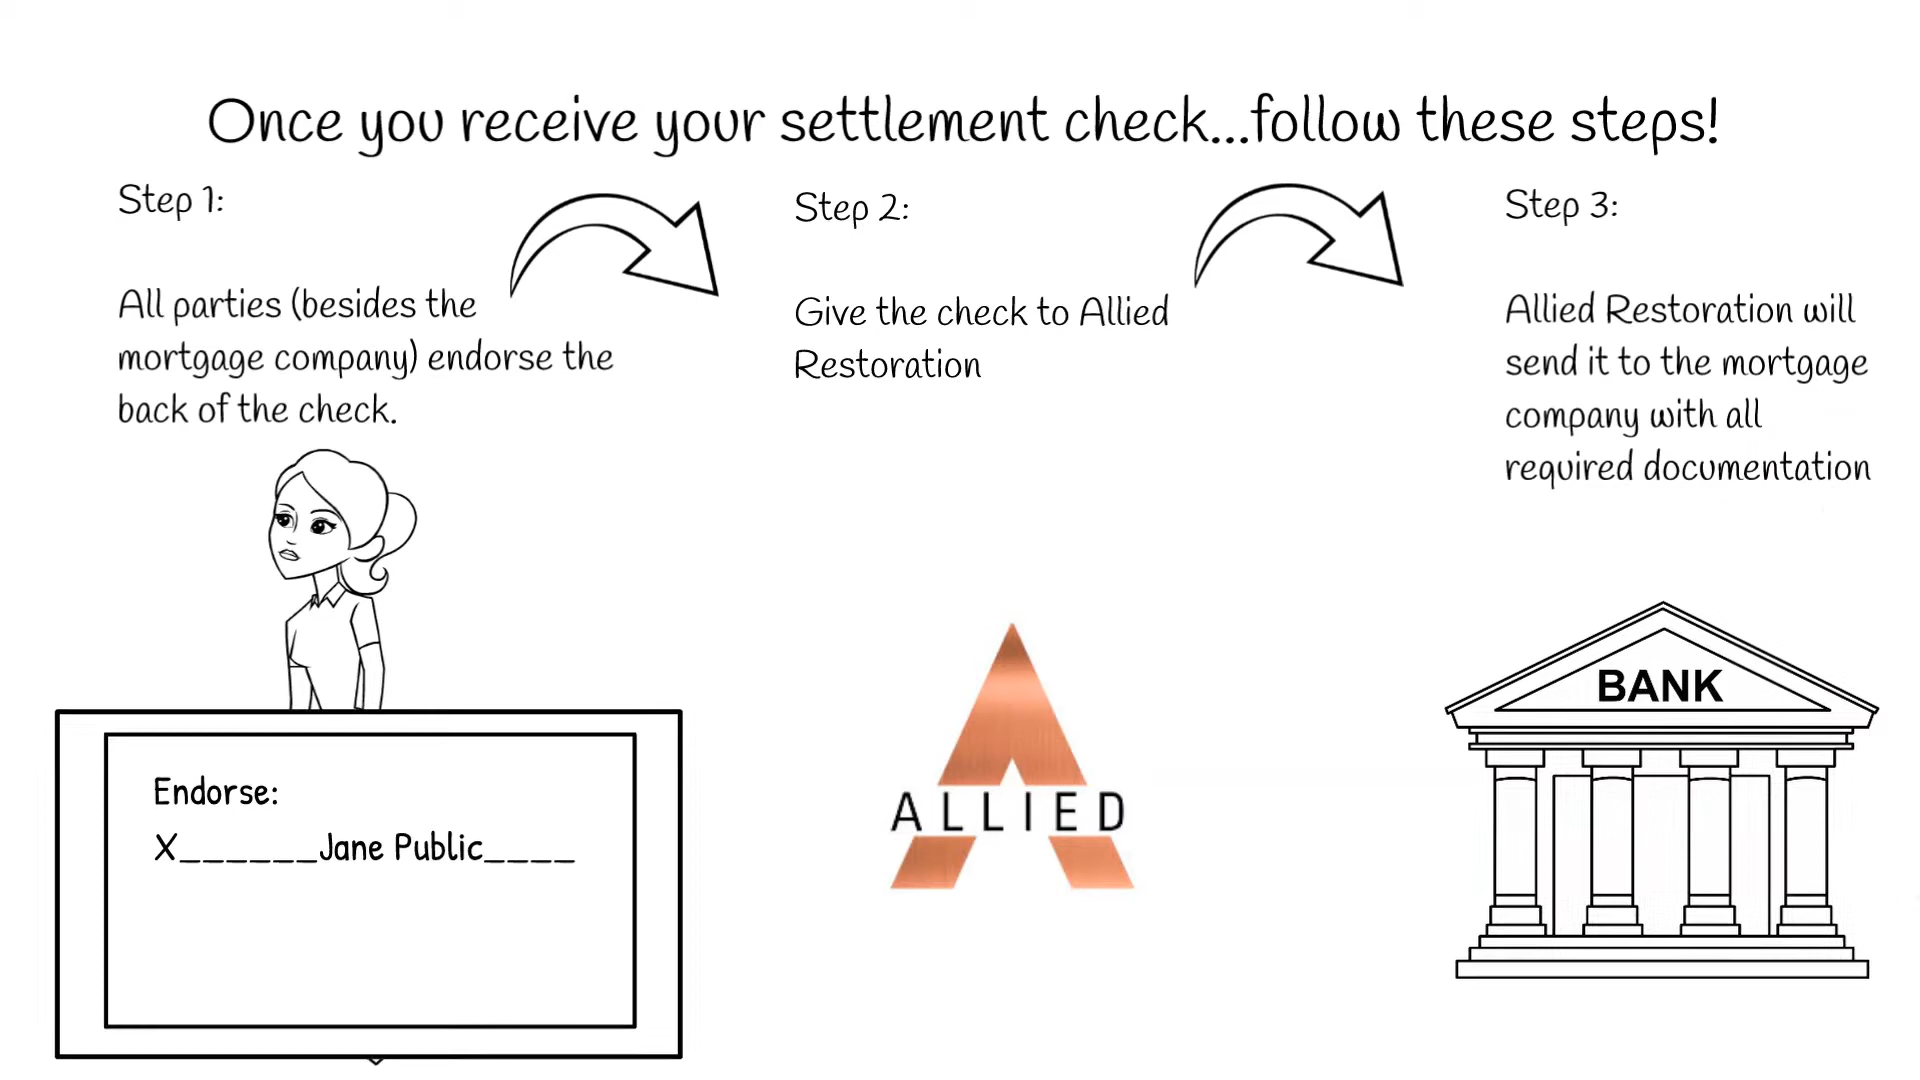 Once you receive your settlement check...follow these steps!
Step 1:
All parties (besides the
mortgage company) endorse the
back of the check.
Step 2:
Give the check to Allied
Restoration
Step 3:
Allied Restoration will
send it to the mortgage
company with all
required documentation
Endorse:
X______Jane Public____
ALLIED
BANK